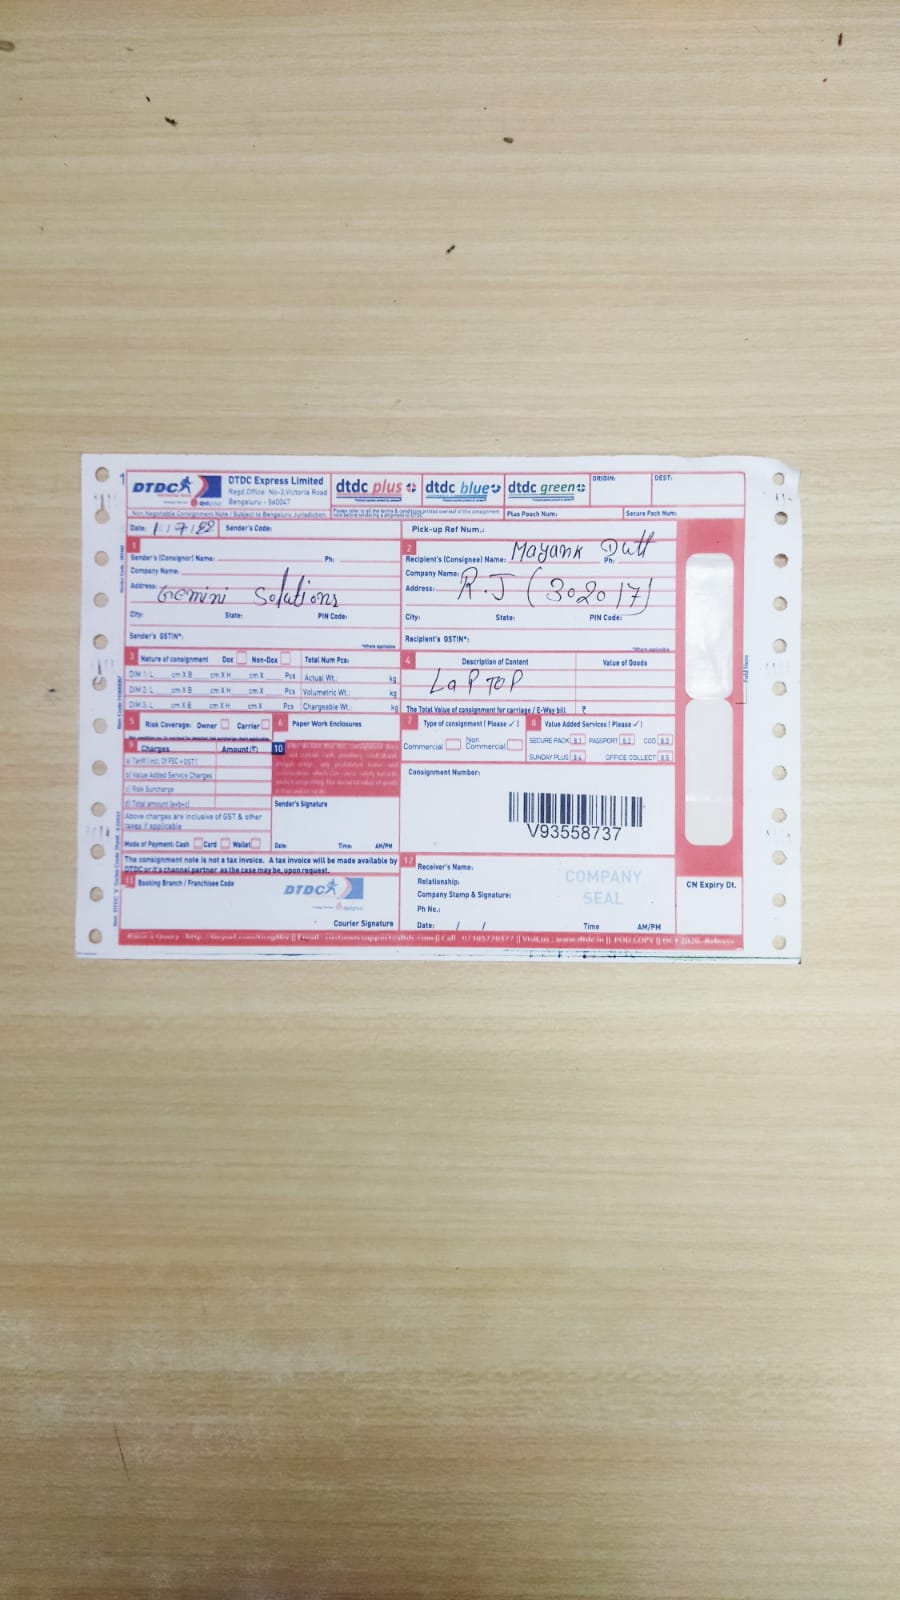 DTDC
DTDC Express Limited
Regd Office: No-3, Victoria Road
Bengaluru - 560047
dtdc plus
dtdc blue
dtdc green
ORIGIN:
DEST:
Non Negotiable Consignment Note / Subject to Bengaluru Jurisdiction
Plus Pouch Num:
Secure Pack Num:
Date: 1/7/22 Sender's Code:
Pick-up Ref Num.:
1
Sender's (Consignor) Name: Ph:
Company Name:
Address: Gemini Solutions
City: State: PIN Code:
Sender's GSTIN*:
*Where applicable
2
Recipient's (Consignee) Name: Mayank Dutt Ph:
Company Name:
Address: R.J (302017)
City: State: PIN Code:
Recipient's GSTIN*:
*Where applicable
3 Nature of consignment Dox Non-Dox Total Num Pcs:
DIM 1: L cm X B cm X H cm X Pcs Actual Wt.: kg
DIM 2: L cm X B cm X H cm X Pcs Volumetric Wt.: kg
DIM 3: L cm X B cm X H cm X Pcs Chargeable Wt.: kg
4 Description of Content Value of Goods
LaPTOP
The Total Value of consignment for carriage / E-Way bill ₹
5 Risk Coverage: Owner Carrier
6 Paper Work Enclosures
7 Type of consignment (Please ✓)
Commercial Non Commercial
8 Value Added Services (Please ✓)
SECURE PACK 8.1 PASSPORT 8.2 COD 8.3
SUNDAY PLUS 8.4 OFFICE COLLECT 8.5
9 Charges Amount (₹)
a) Tariff (Incl. Of FSC + GST)
b) Value Added Service Charges
c) Risk Surcharge
d) Total amount (a+b+c)
Above charges are inclusive of GST & other
taxes if applicable
Mode of Payment: Cash Card Wallet
10
Sender's Signature
Date: Time: AM/PM
Consignment Number:
V93558737
The consignment note is not a tax invoice. A tax invoice will be made available by
DTDC or it's channel partner as the case may be, upon request.
11 Booking Branch / Franchisee Code
DTDC
Courier Signature
12
Receiver's Name:
Relationship:
Company Stamp & Signature:
Ph No.:
Date: / / Time AM/PM
COMPANY
SEAL
CN Expiry Dt.
Fold Here